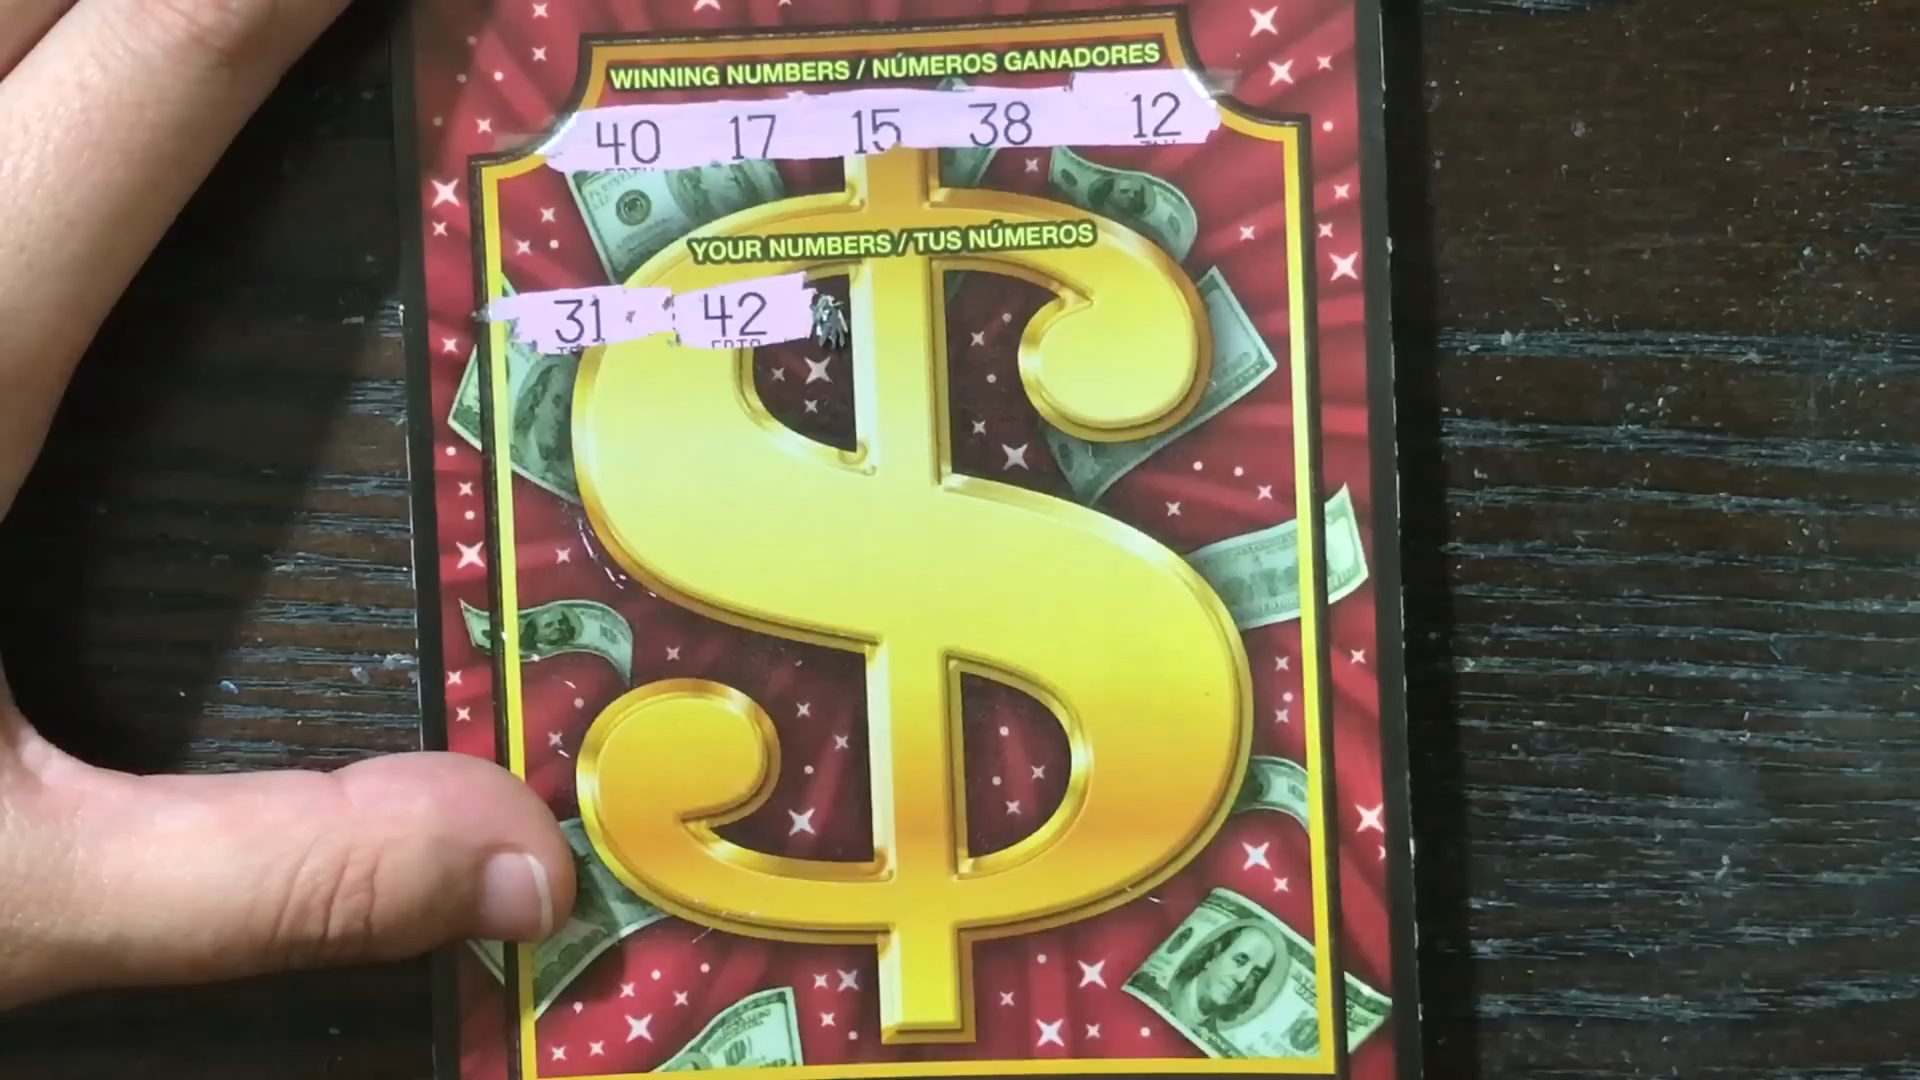 WINNING NUMBERS / NÚMEROS GANADORES
40 17 15 38 12
YOUR NUMBERS / TUS NÚMEROS
31 42